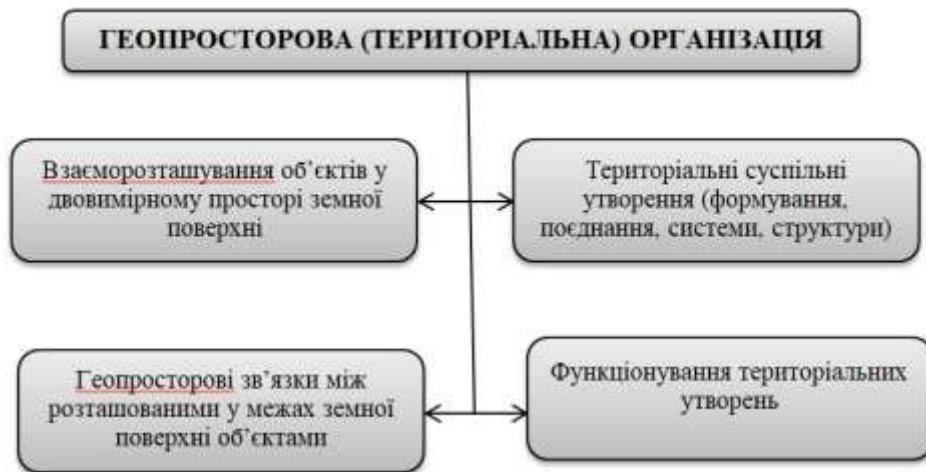 ГЕОПРОСТОРОВА (ТЕРИТОРІАЛЬНА) ОРГАНІЗАЦІЯ
Взаєморозташування об’єктів у
двовимірному просторі земної
поверхні
Територіальні суспільні
утворення (формування,
поєднання, системи, структури)
Геопросторові зв’язки між
розташованими у межах земної
поверхні об’єктами
Функціонування територіальних
утворень